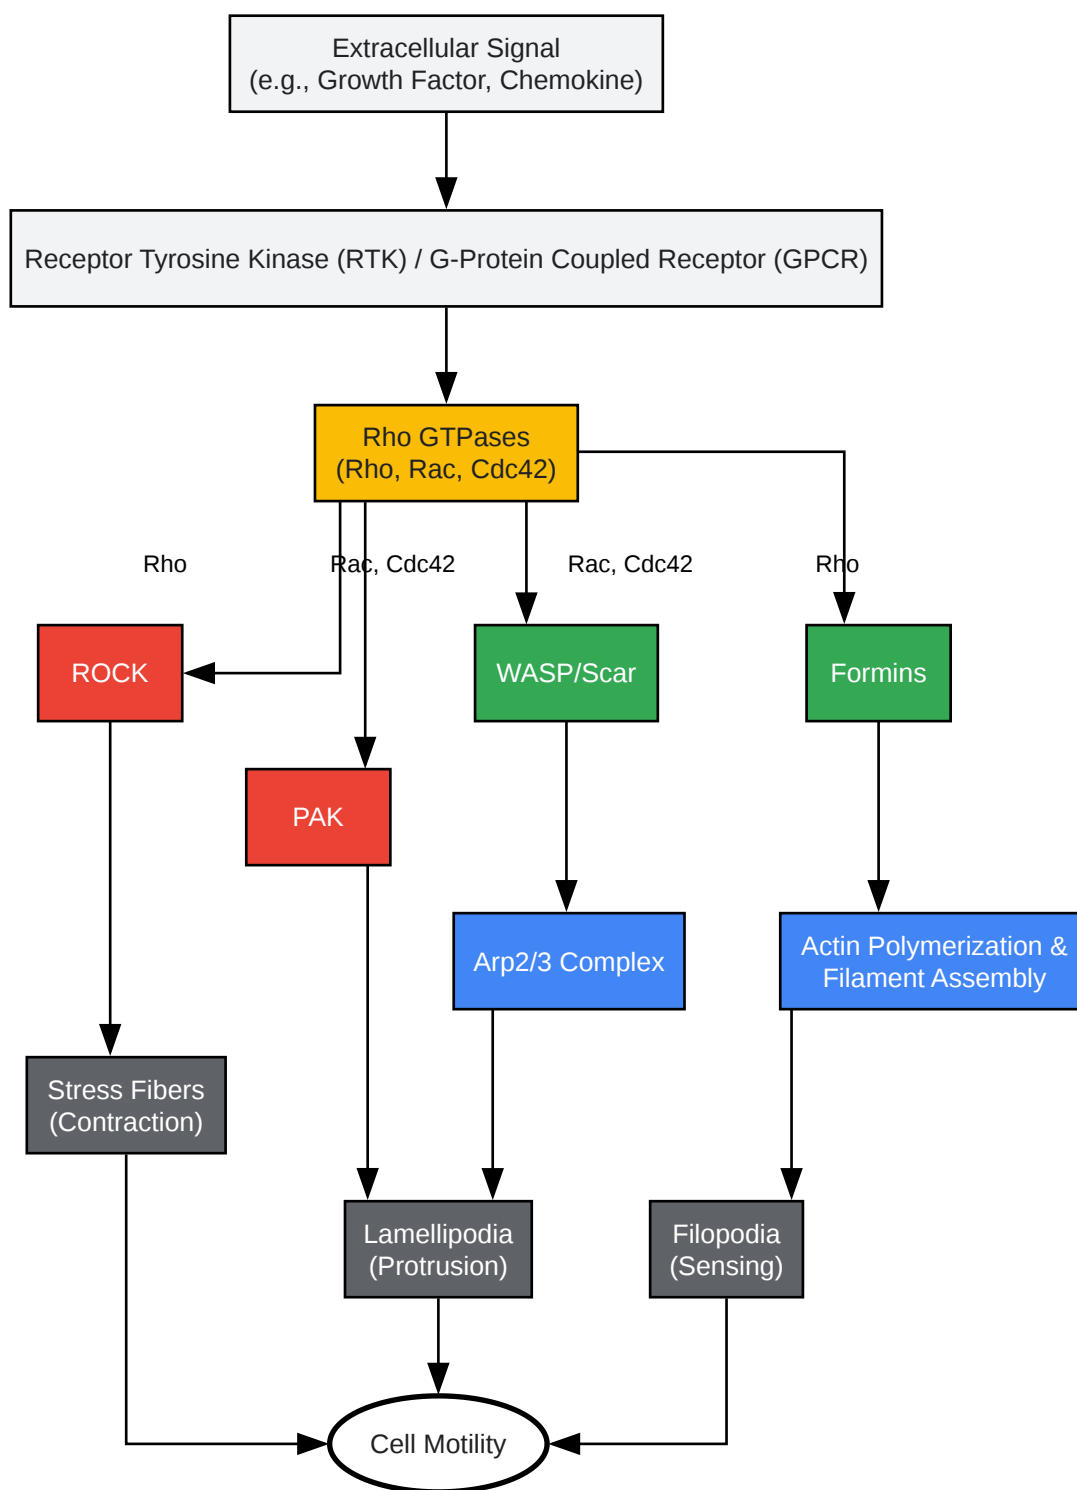 Extracellular Signal
(e.g., Growth Factor, Chemokine)
Receptor Tyrosine Kinase (RTK) / G-Protein Coupled Receptor (GPCR)
Rho GTPases
(Rho, Rac, Cdc42)
Rho
Rac, Cdc42
Rac, Cdc42
Rho
ROCK
WASP/Scar
Formins
PAK
Arp2/3 Complex
Actin Polymerization &
Filament Assembly
Stress Fibers
(Contraction)
Lamellipodia
(Protrusion)
Filopodia
(Sensing)
Cell Motility